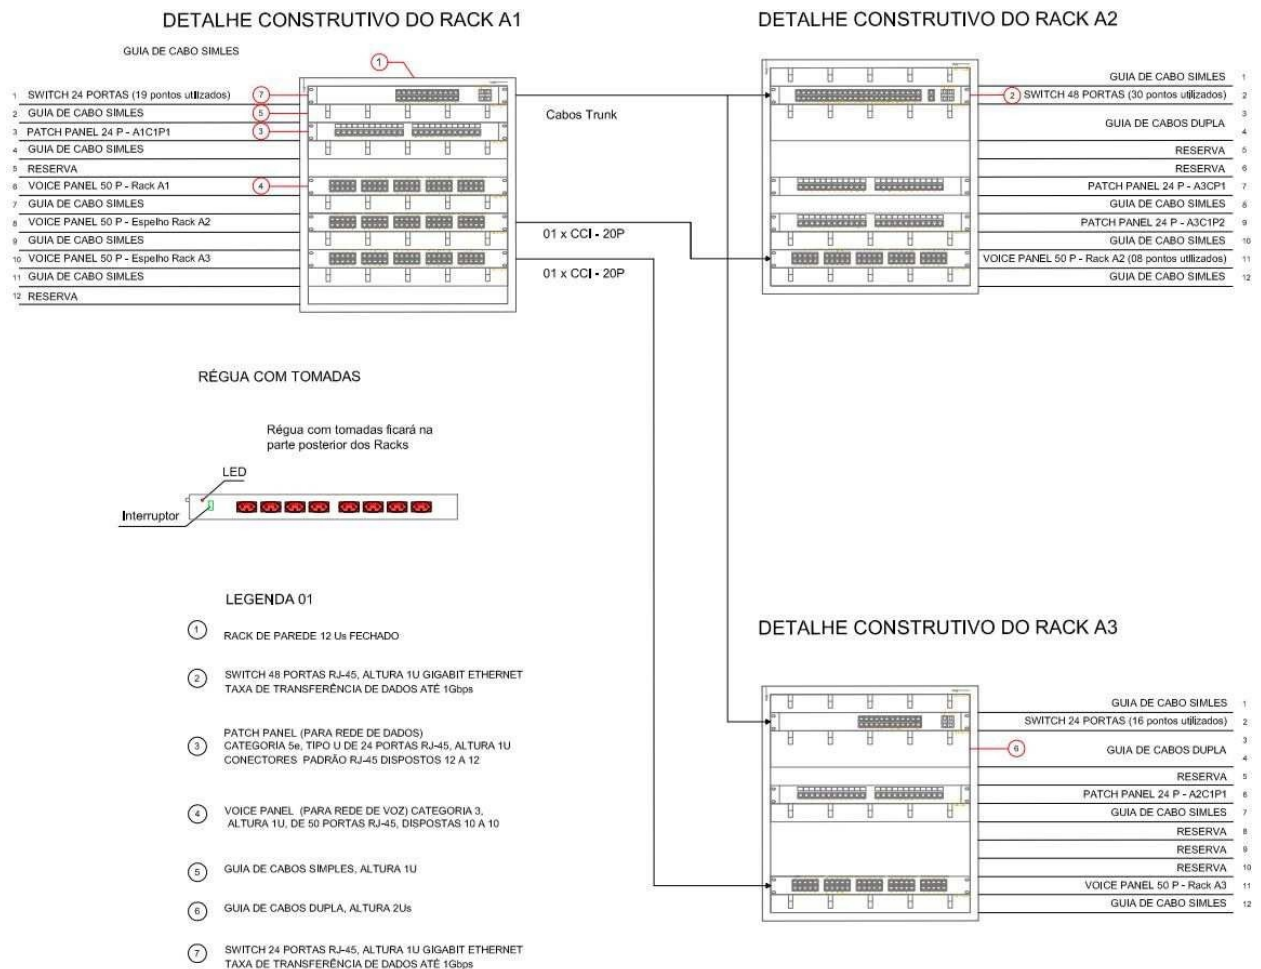 DETALHE CONSTRUTIVO DO RACK A1
GUIA DE CABO SIMLES
1
1 SWITCH 24 PORTAS (19 pontos utilizados) 7
2 GUIA DE CABO SIMLES 5
3 PATCH PANEL 24 P - A1C1P1 3
4 GUIA DE CABO SIMLES
5 RESERVA
6 VOICE PANEL 50 P - Rack A1 4
7 GUIA DE CABO SIMLES
8 VOICE PANEL 50 P - Espelho Rack A2
9 GUIA DE CABO SIMLES
10 VOICE PANEL 50 P - Espelho Rack A3
11 GUIA DE CABO SIMLES
12 RESERVA
Cabos Trunk
01 x CCI - 20P
01 x CCI - 20P
DETALHE CONSTRUTIVO DO RACK A2
GUIA DE CABO SIMLES 1
2 SWITCH 48 PORTAS (30 pontos utilizados) 2
3
GUIA DE CABOS DUPLA
4
RESERVA 5
RESERVA 6
PATCH PANEL 24 P - A3CP1 7
GUIA DE CABO SIMLES 8
PATCH PANEL 24 P - A3C1P2 9
GUIA DE CABO SIMLES 10
VOICE PANEL 50 P - Rack A2 (08 pontos utilizados) 11
GUIA DE CABO SIMLES 12
RÉGUA COM TOMADAS
Régua com tomadas ficará na
parte posterior dos Racks
LED
Interruptor
LEGENDA 01
1 RACK DE PAREDE 12 Us FECHADO
2 SWITCH 48 PORTAS RJ-45, ALTURA 1U GIGABIT ETHERNET
TAXA DE TRANSFERÊNCIA DE DADOS ATÉ 1Gbps
3 PATCH PANEL (PARA REDE DE DADOS)
CATEGORIA 5e, TIPO U DE 24 PORTAS RJ-45, ALTURA 1U
CONECTORES PADRÃO RJ-45 DISPOSTOS 12 A 12
4 VOICE PANEL (PARA REDE DE VOZ) CATEGORIA 3,
ALTURA 1U, DE 50 PORTAS RJ-45, DISPOSTAS 10 A 10
5 GUIA DE CABOS SIMPLES, ALTURA 1U
6 GUIA DE CABOS DUPLA, ALTURA 2Us
7 SWITCH 24 PORTAS RJ-45, ALTURA 1U GIGABIT ETHERNET
TAXA DE TRANSFERÊNCIA DE DADOS ATÉ 1Gbps
DETALHE CONSTRUTIVO DO RACK A3
GUIA DE CABO SIMLES 1
SWITCH 24 PORTAS (16 pontos utilizados) 2
3
6 GUIA DE CABOS DUPLA
4
RESERVA 5
PATCH PANEL 24 P - A2C1P1 6
GUIA DE CABO SIMLES 7
RESERVA 8
RESERVA 9
RESERVA 10
VOICE PANEL 50 P - Rack A3 11
GUIA DE CABO SIMLES 12